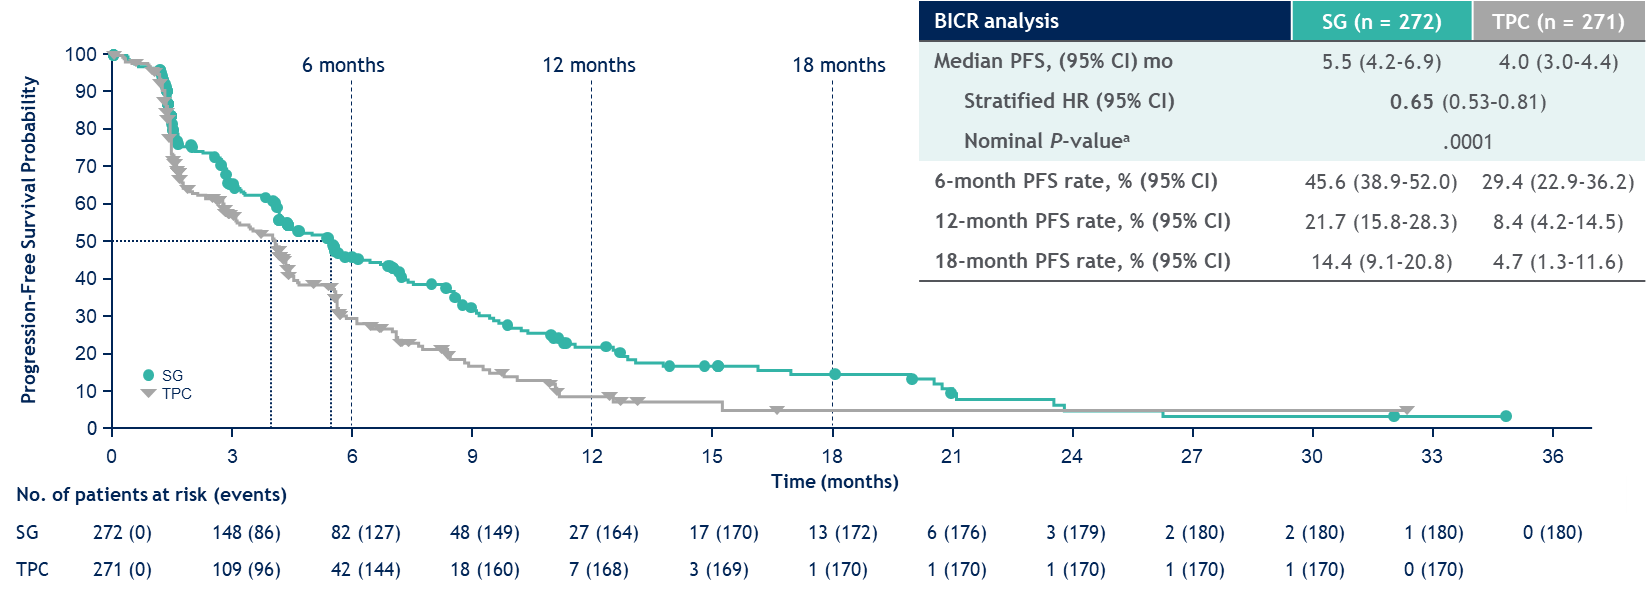 BICR analysis SG (n = 272) TPC (n = 271)
Median PFS, (95% CI) mo 5.5 (4.2-6.9) 4.0 (3.0-4.4)
Stratified HR (95% CI) 0.65 (0.53-0.81)
Nominal P-valueᵃ .0001
6-month PFS rate, % (95% CI) 45.6 (38.9-52.0) 29.4 (22.9-36.2)
12-month PFS rate, % (95% CI) 21.7 (15.8-28.3) 8.4 (4.2-14.5)
18-month PFS rate, % (95% CI) 14.4 (9.1-20.8) 4.7 (1.3-11.6)
Progression-Free Survival Probability
100
90
80
70
60
50
40
30
20
10
0
6 months 12 months 18 months
SG
TPC
0 3 6 9 12 15 18 21 24 27 30 33 36
Time (months)
No. of patients at risk (events)
SG 272 (0) 148 (86) 82 (127) 48 (149) 27 (164) 17 (170) 13 (172) 6 (176) 3 (179) 2 (180) 2 (180) 1 (180) 0 (180)
TPC 271 (0) 109 (96) 42 (144) 18 (160) 7 (168) 3 (169) 1 (170) 1 (170) 1 (170) 1 (170) 1 (170) 0 (170)